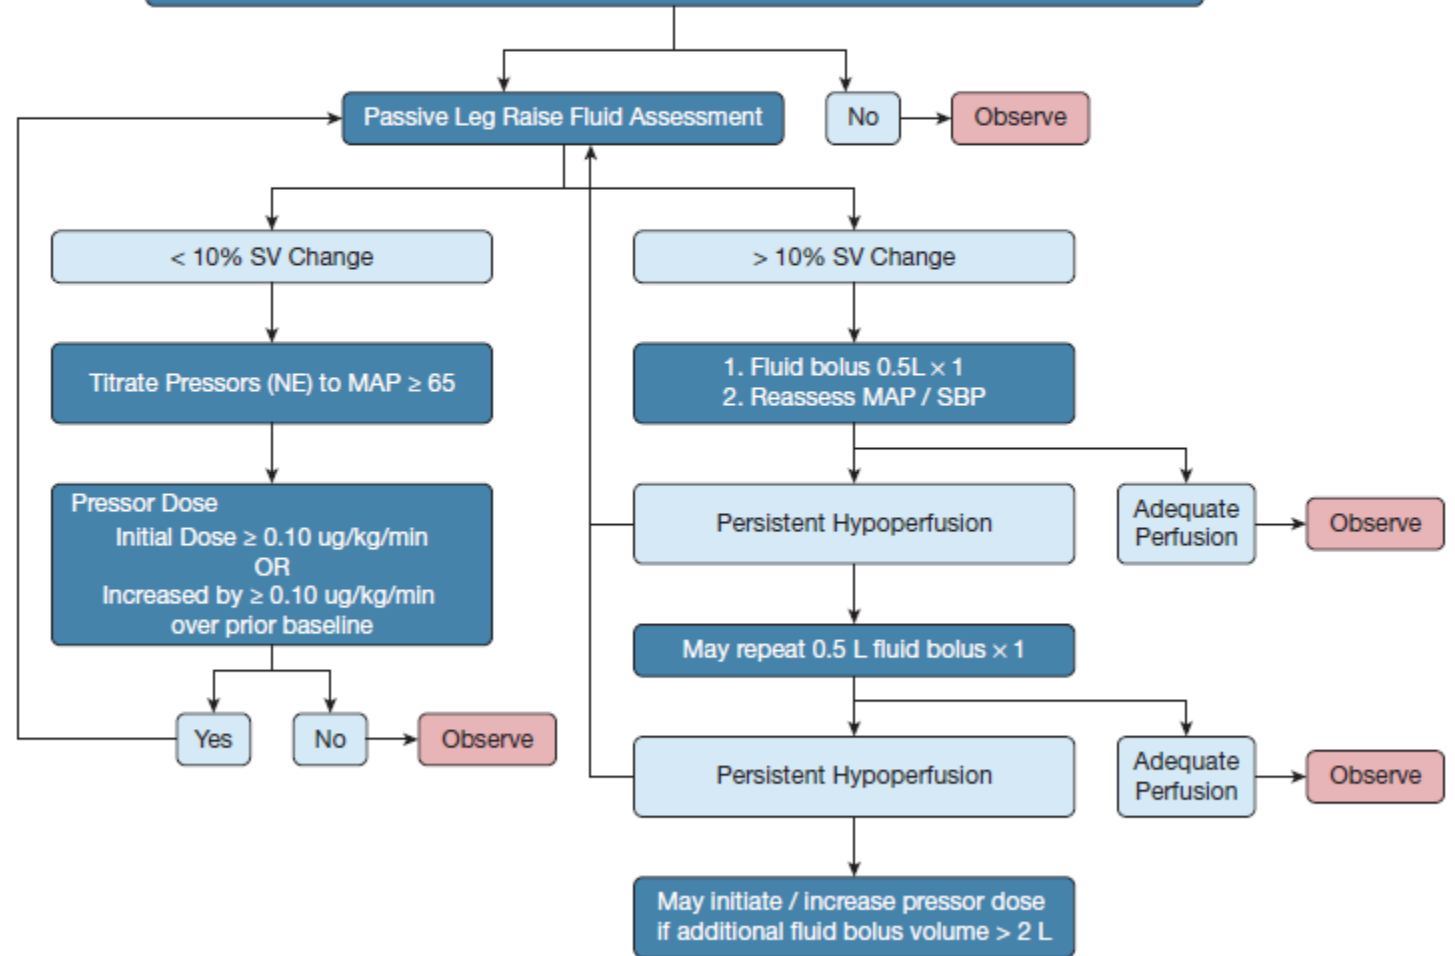 Passive Leg Raise Fluid Assessment
No
Observe
< 10% SV Change
> 10% SV Change
Titrate Pressors (NE) to MAP ≥ 65
1. Fluid bolus 0.5L × 1
2. Reassess MAP / SBP
Pressor Dose
Initial Dose ≥ 0.10 ug/kg/min
OR
Increased by ≥ 0.10 ug/kg/min
over prior baseline
Persistent Hypoperfusion
Adequate
Perfusion
Observe
May repeat 0.5 L fluid bolus × 1
Yes
No
Observe
Persistent Hypoperfusion
Adequate
Perfusion
Observe
May initiate / increase pressor dose
if additional fluid bolus volume > 2 L